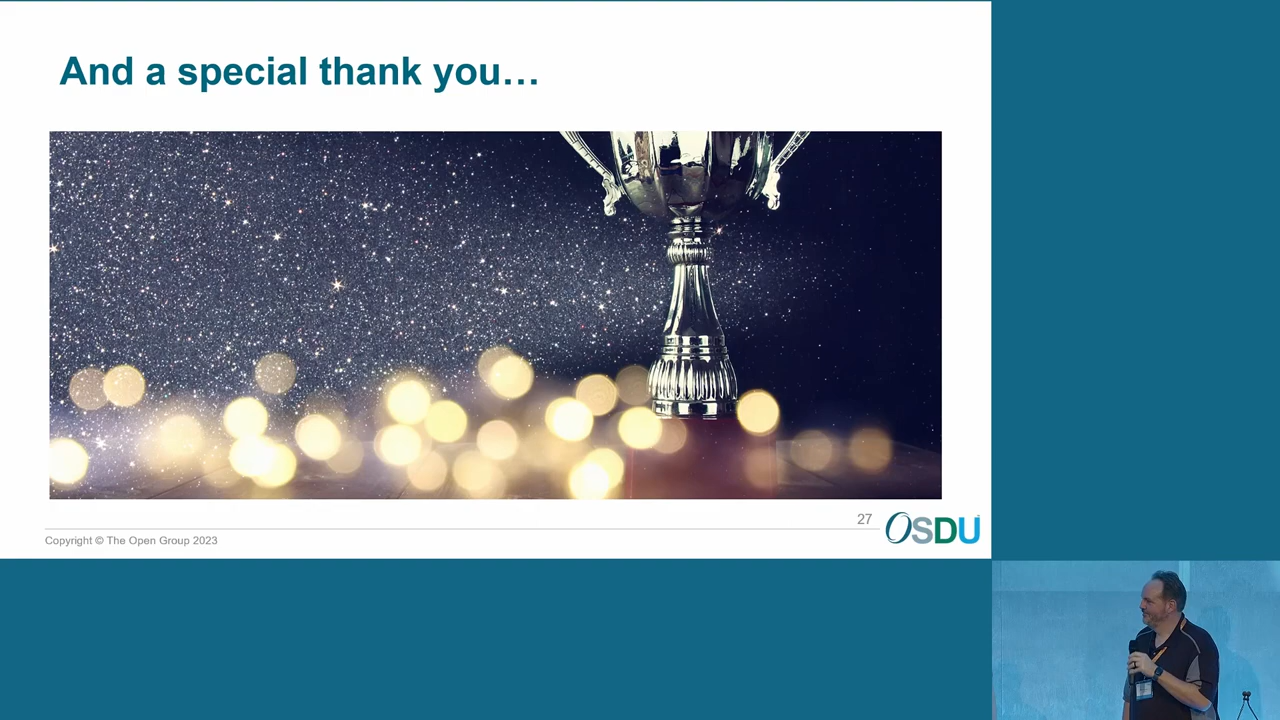 And a special thank you…
27
OSDU
Copyright © The Open Group 2023